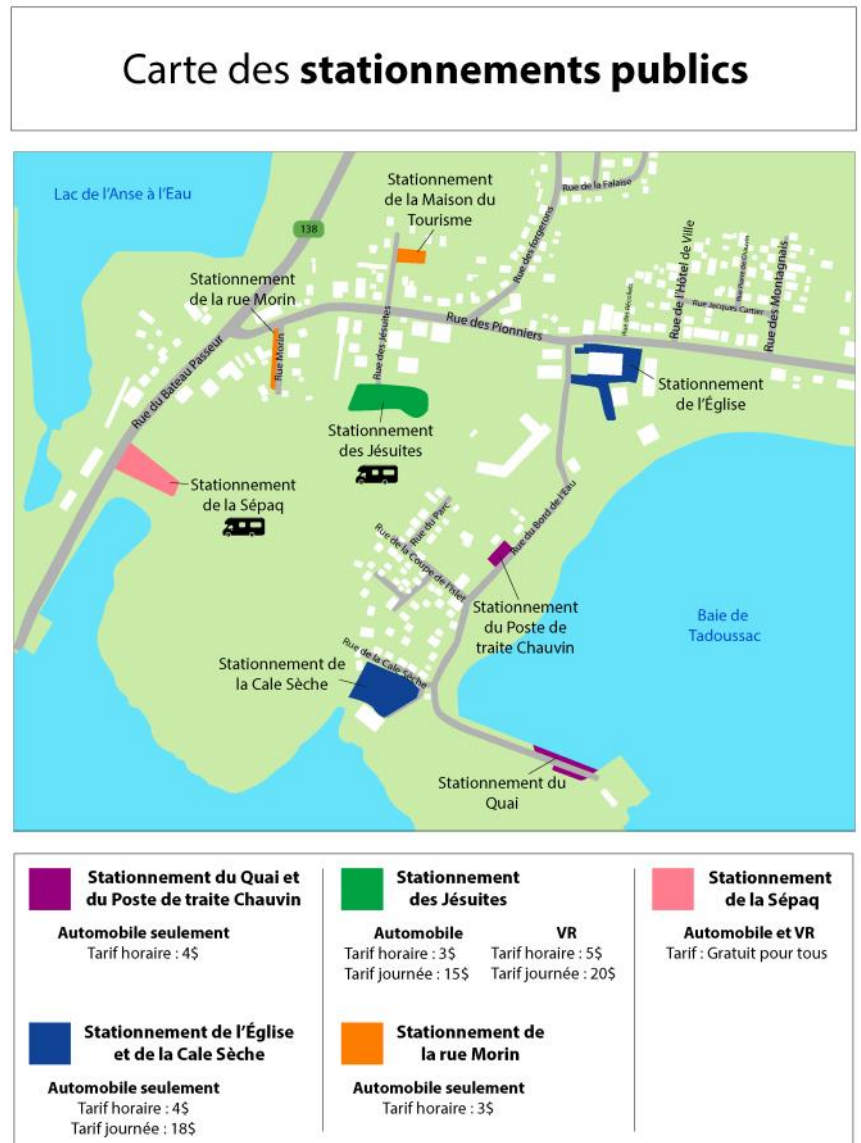 Carte des stationnements publics
Lac de l'Anse à l'Eau
138
Stationnement
de la Maison du
Tourisme
Rue de la Falaise
Rue des forgerons
Stationnement
de la rue Morin
Rue des Pionniers
Rue des Jésuites
Rue Morin
Rue du Bateau Passeur
Rue des Récollets
Rue de l'Hôtel de Ville
Rue Jacques Cartier
Rue Pierre de Chauvin
Rue des Montagnais
Stationnement
de l'Église
Stationnement
des Jésuites
Stationnement
de la Sépaq
Rue du Parc
Rue de la Coupe de l'Islet
Rue du Bord de l'Eau
Stationnement
du Poste de
traite Chauvin
Baie de
Tadoussac
Rue de la Cale Sèche
Stationnement de
la Cale Sèche
Stationnement du
Quai
Stationnement du Quai et
du Poste de traite Chauvin
Automobile seulement
Tarif horaire : 4$
Stationnement
des Jésuites
Automobile
Tarif horaire : 3$
Tarif journée : 15$
VR
Tarif horaire : 5$
Tarif journée : 20$
Stationnement
de la Sépaq
Automobile et VR
Tarif : Gratuit pour tous
Stationnement de l'Église
et de la Cale Sèche
Automobile seulement
Tarif horaire : 4$
Tarif journée : 18$
Stationnement de
la rue Morin
Automobile seulement
Tarif horaire : 3$